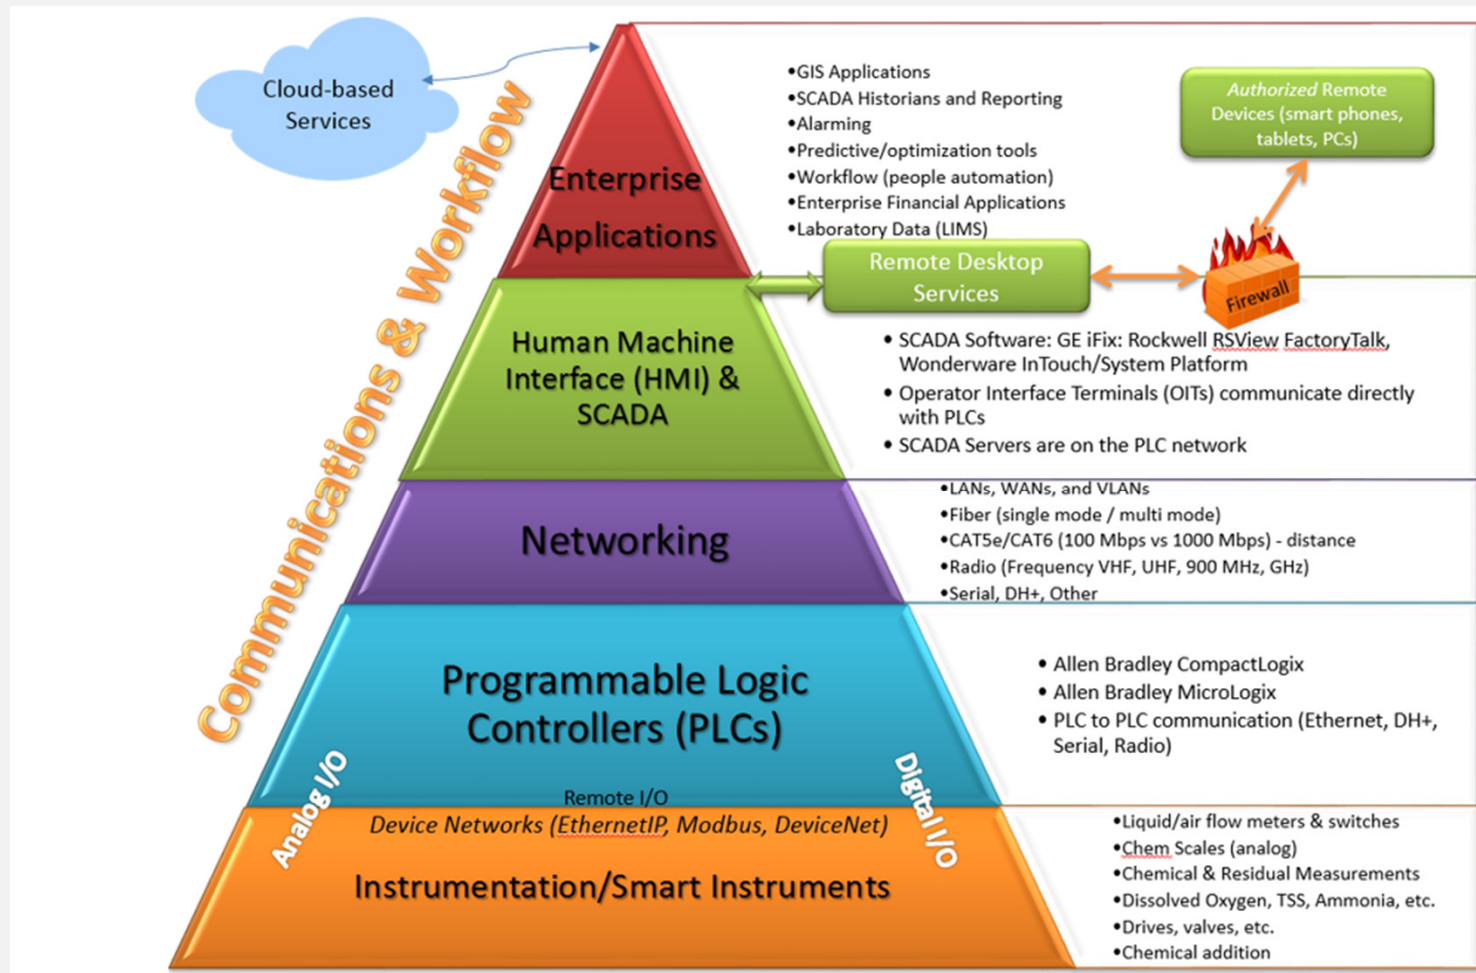 Cloud-based
Services
Communications & Workflow
Enterprise
Applications
•GIS Applications
•SCADA Historians and Reporting
•Alarming
•Predictive/optimization tools
•Workflow (people automation)
•Enterprise Financial Applications
•Laboratory Data (LIMS)
Authorized Remote
Devices (smart phones,
tablets, PCs)
Remote Desktop
Services
Firewall
Human Machine
Interface (HMI) &
SCADA
• SCADA Software: GE iFix: Rockwell RSView FactoryTalk,
Wonderware InTouch/System Platform
• Operator Interface Terminals (OITs) communicate directly
with PLCs
• SCADA Servers are on the PLC network
Networking
•LANs, WANs, and VLANs
•Fiber (single mode / multi mode)
•CAT5e/CAT6 (100 Mbps vs 1000 Mbps) - distance
•Radio (Frequency VHF, UHF, 900 MHz, GHz)
•Serial, DH+, Other
Programmable Logic
Controllers (PLCs)
• Allen Bradley CompactLogix
• Allen Bradley MicroLogix
• PLC to PLC communication (Ethernet, DH+,
Serial, Radio)
Analog I/O
Digital I/O
Remote I/O
Device Networks (EthernetIP, Modbus, DeviceNet)
Instrumentation/Smart Instruments
•Liquid/air flow meters & switches
•Chem Scales (analog)
•Chemical & Residual Measurements
•Dissolved Oxygen, TSS, Ammonia, etc.
•Drives, valves, etc.
•Chemical addition